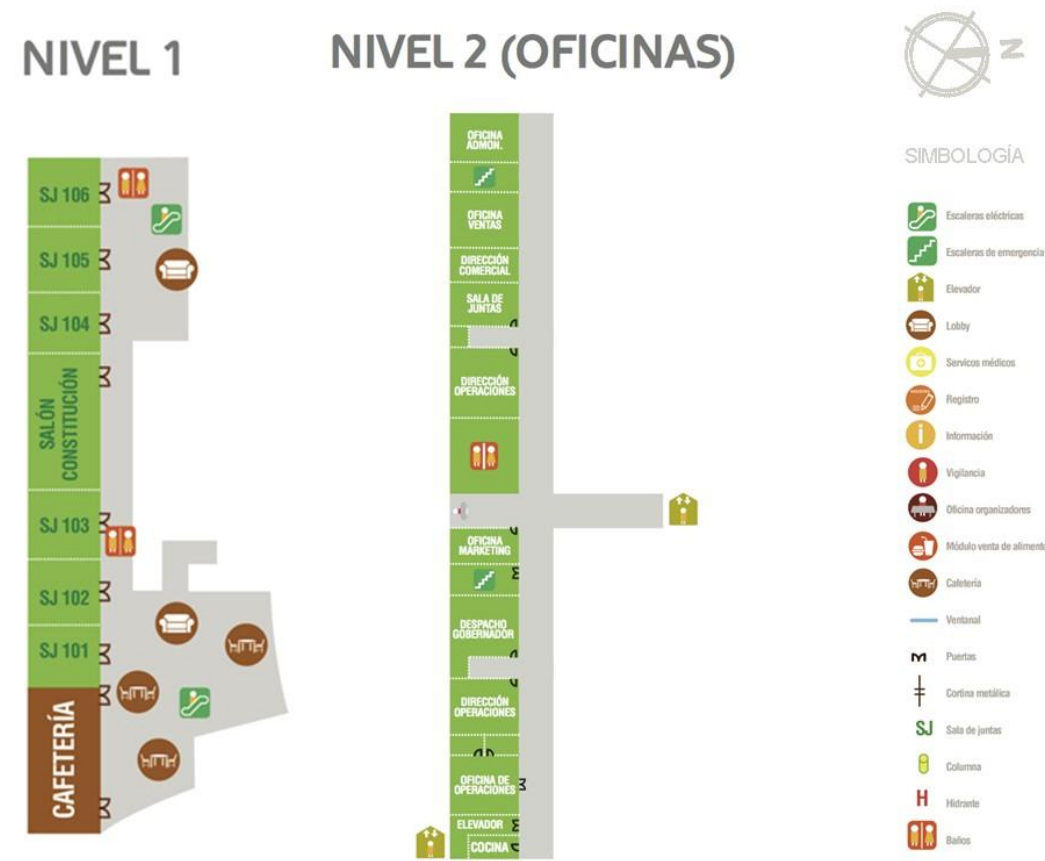 NIVEL 1
NIVEL 2 (OFICINAS)
N
SJ 106
SJ 105
SJ 104
SALÓN
CONSTITUCIÓN
SJ 103
SJ 102
SJ 101
CAFETERÍA
OFICINA
ADMON.
OFICINA
VENTAS
DIRECCIÓN
COMERCIAL
SALA DE
JUNTAS
DIRECCIÓN
OPERACIONES
OFICINA
MARKETING
DESPACHO
GOBERNADOR
DIRECCIÓN
OPERACIONES
OFICINA DE
OPERACIONES
ELEVADOR
COCINA
SIMBOLOGÍA
Escaleras eléctricas
Escaleras de emergencia
Elevador
Lobby
Servicos médicos
Registro
i Información
Vigilancia
Oficina organizadores
Módulo venta de aliment
Cafetería
Ventanal
Puertas
Cortina metálica
SJ Sala de juntas
Columna
H Hidrante
Baños